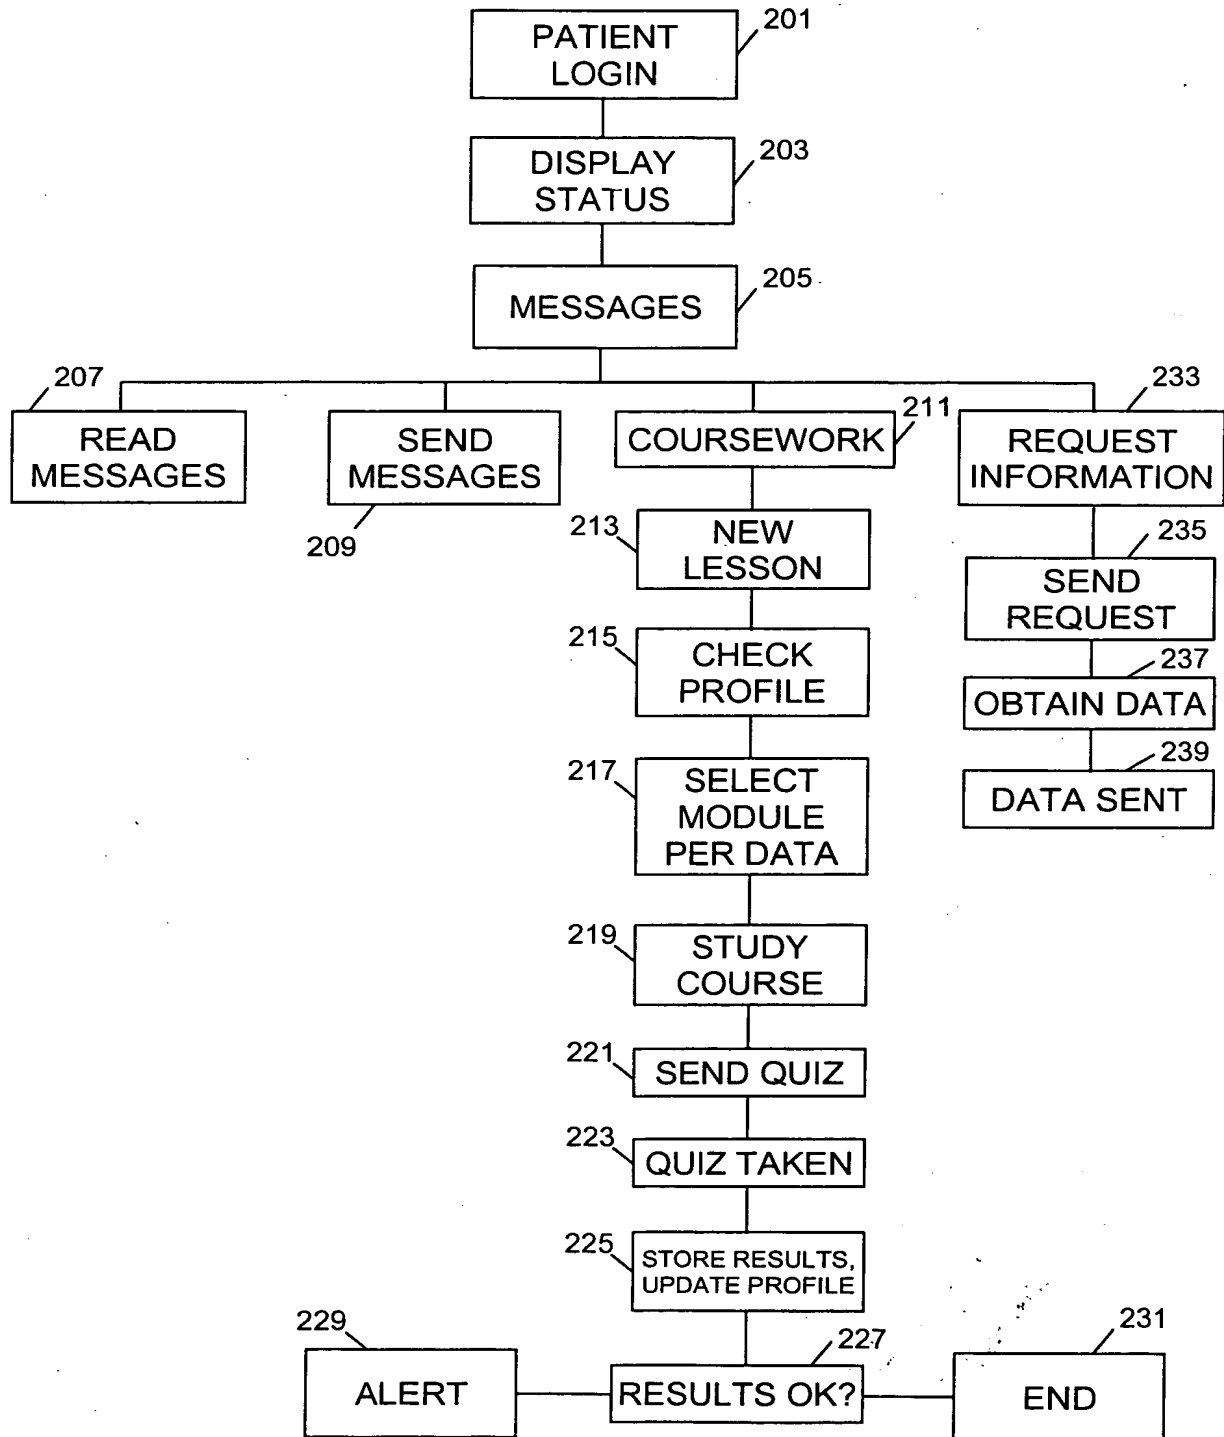 201
PATIENT
LOGIN
203
DISPLAY
STATUS
205
MESSAGES
207
READ
MESSAGES
SEND
MESSAGES
209
211
COURSEWORK
233
REQUEST
INFORMATION
213
NEW
LESSON
235
SEND
REQUEST
215
CHECK
PROFILE
237
OBTAIN DATA
217
SELECT
MODULE
PER DATA
239
DATA SENT
219
STUDY
COURSE
221
SEND QUIZ
223
QUIZ TAKEN
225
STORE RESULTS,
UPDATE PROFILE
229
ALERT
227
RESULTS OK?
231
END